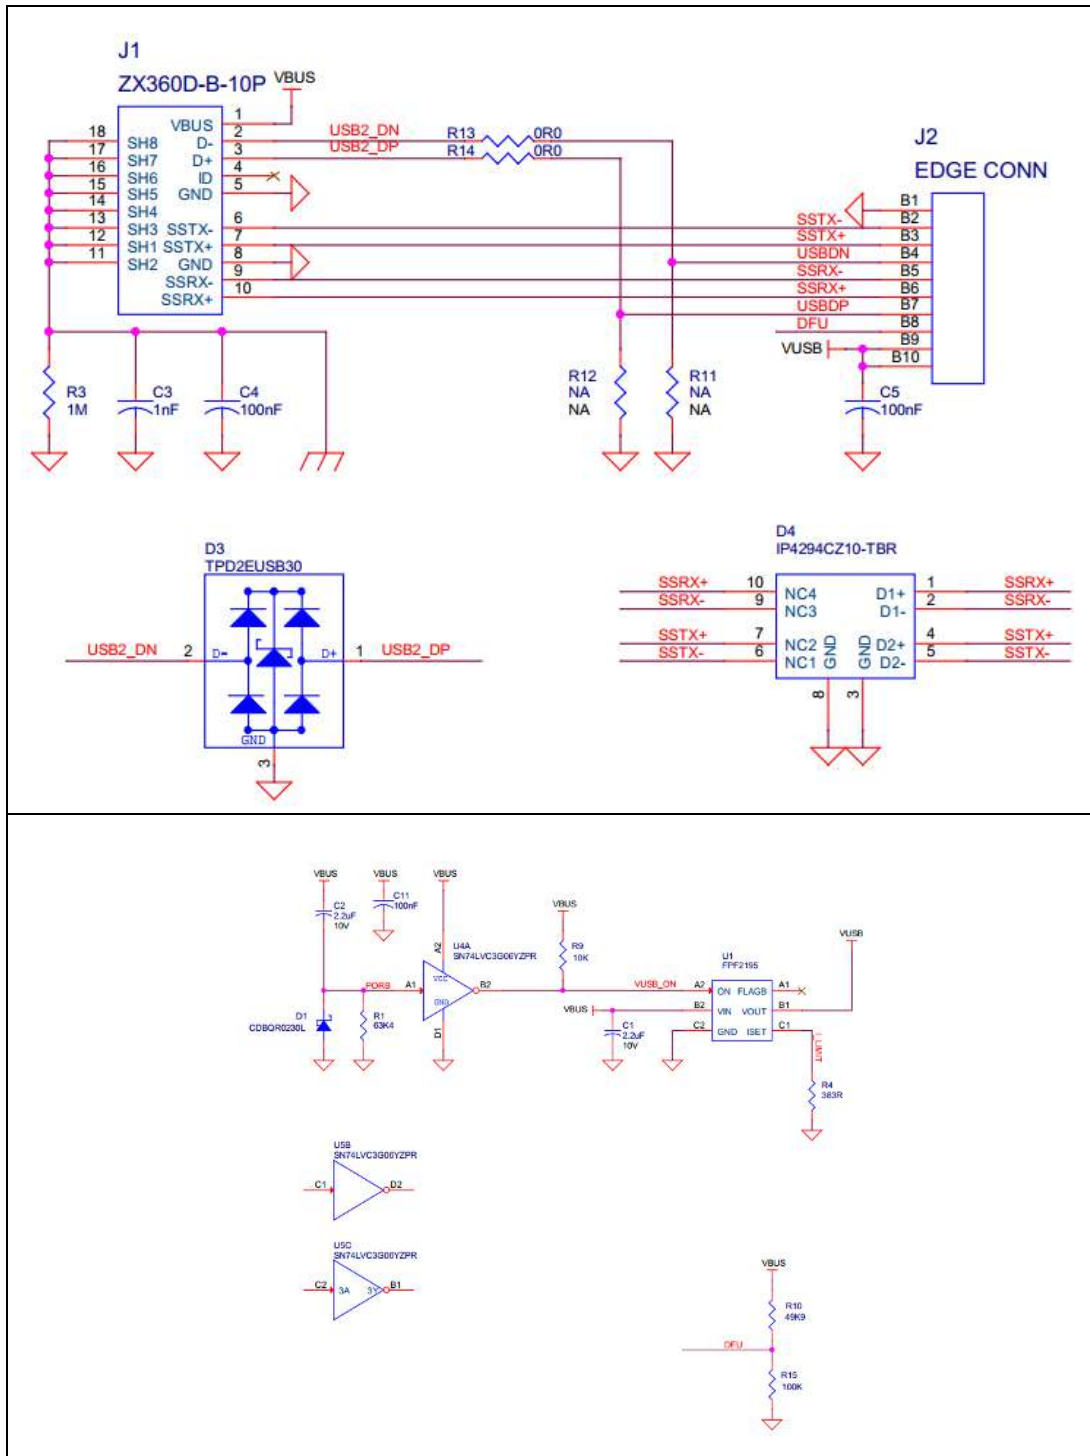 J1
ZX360D-B-10P
VBUS
18 SH8 VBUS 1
17 SH7 D- 2 USB2_DN R13 0R0
16 SH6 D+ 3 USB2_DP R14 0R0
15 SH5 ID 4
14 SH4 GND 5
13 SH3 SSTX- 6
12 SH1 SSTX+ 7
11 SH2 GND 8
SSRX- 9
SSRX+ 10
J2
EDGE CONN
B1
SSTX- B2
SSTX+ B3
USBDN B4
SSRX- B5
SSRX+ B6
USBDP B7
DFU B8
VUSB B9
B10
R3
1M
C3
1nF
C4
100nF
R12
NA
NA
R11
NA
NA
C5
100nF
D3
TPD2EUSB30
USB2_DN 2 D- D+ 1 USB2_DP
GND
3
D4
IP4294CZ10-TBR
SSRX+ 10 NC4 D1+ 1 SSRX+
SSRX- 9 NC3 D1- 2 SSRX-
SSTX+ 7 NC2 D2+ 4 SSTX+
SSTX- 6 NC1 D2- 5 SSTX-
GND GND
8 3
VBUS
C2
2.2uF
10V
VBUS
C11
100nF
VBUS
U4A
SN74LVC3G06YZPR
A2
VCC
PORB A1 B2
GND
D1
D1
CDBQR0230L
R1
63K4
VBUS
R9
10K
VUSB_ON
VBUS
C1
2.2uF
10V
U1
FPF2195
A2 ON FLAGB A1
B2 VIN VOUT B1
C2 GND ISET C1
VUSB
I_LIMIT
R4
383R
U5B
SN74LVC3G06YZPR
C1 D2
U5C
SN74LVC3G06YZPR
C2 3A 3Y B1
VBUS
R10
49K9
DFU
R15
100K